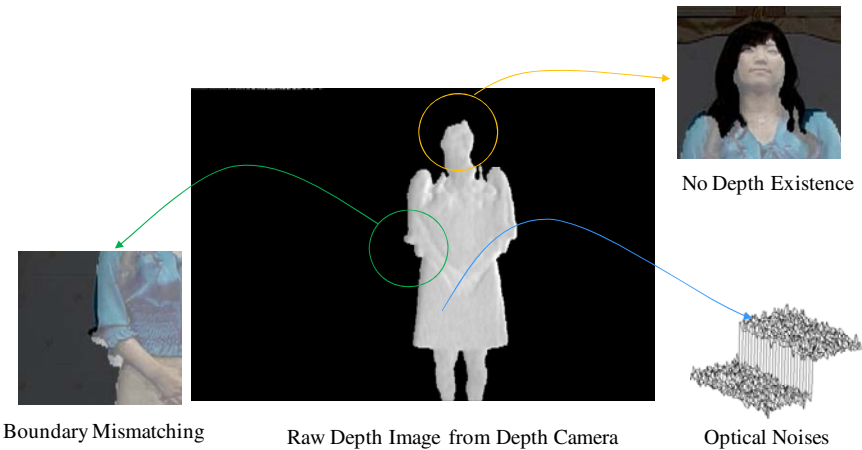 No Depth Existence
Boundary Mismatching
Raw Depth Image from Depth Camera
Optical Noises